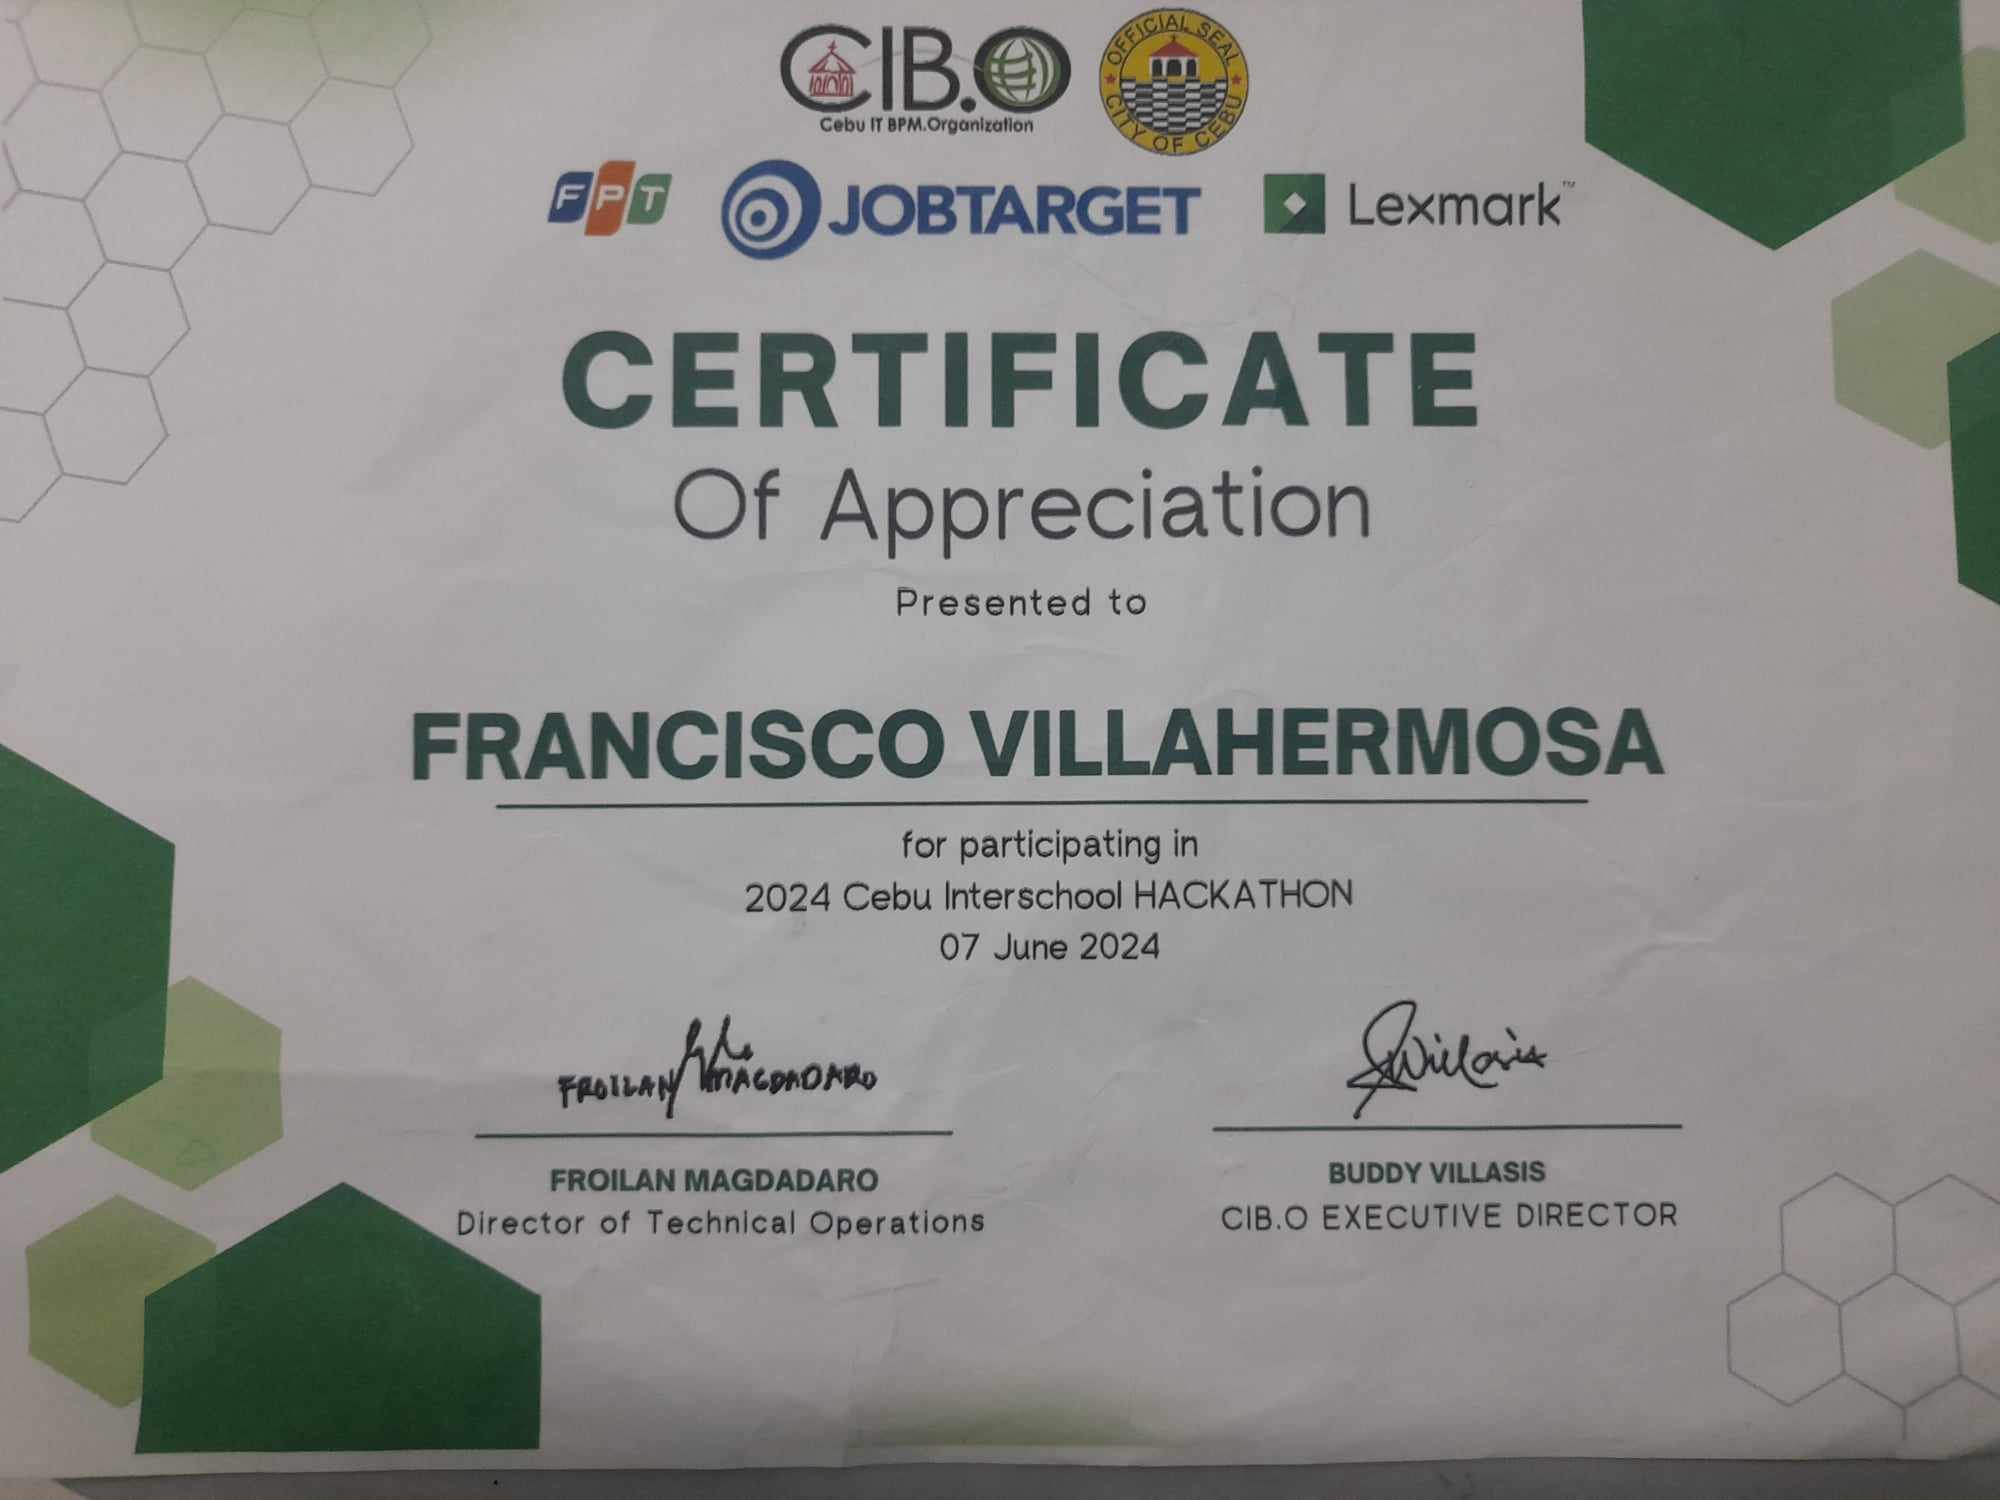 CIB.O
Cebu IT BPM.Organization
OFFICIAL SEAL
CITY OF CEBU
FPT
JOBTARGET
Lexmark™
CERTIFICATE
Of Appreciation
Presented to
FRANCISCO VILLAHERMOSA
for participating in
2024 Cebu Interschool HACKATHON
07 June 2024
FROILAN MAGDADARO
Villasis
FROILAN MAGDADARO
Director of Technical Operations
BUDDY VILLASIS
CIB.O EXECUTIVE DIRECTOR